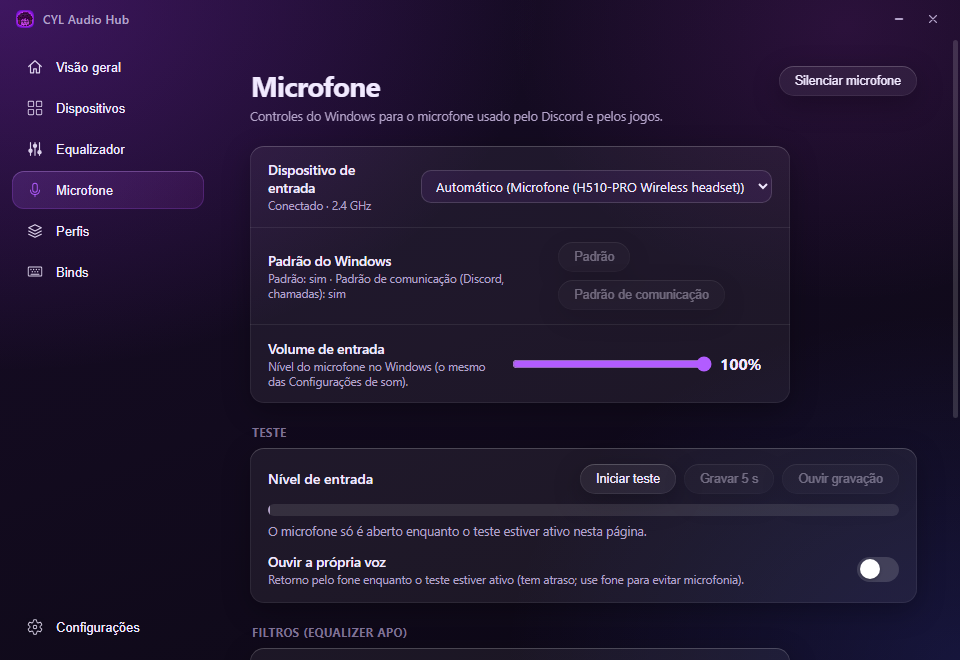 CYL Audio Hub
Visão geral
Dispositivos
Equalizador
Microfone
Perfis
Binds
Configurações
Microfone
Silenciar microfone
Controles do Windows para o microfone usado pelo Discord e pelos jogos.
Dispositivo de
entrada
Conectado · 2.4 GHz
Automático (Microfone (H510-PRO Wireless headset))
Padrão do Windows
Padrão: sim · Padrão de comunicação (Discord,
chamadas): sim
Padrão
Padrão de comunicação
Volume de entrada
Nível do microfone no Windows (o mesmo
das Configurações de som).
100%
TESTE
Nível de entrada
Iniciar teste
Gravar 5 s
Ouvir gravação
O microfone só é aberto enquanto o teste estiver ativo nesta página.
Ouvir a própria voz
Retorno pelo fone enquanto o teste estiver ativo (tem atraso; use fone para evitar microfonia).
FILTROS (EQUALIZER APO)